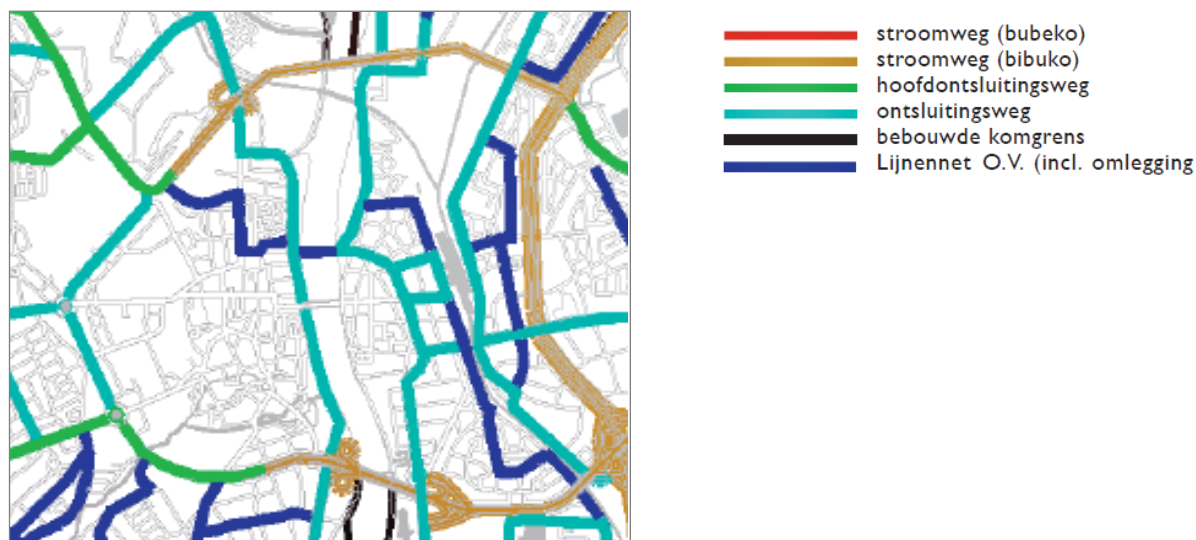 stroomweg (bubeko)
stroomweg (bibuko)
hoofdontsluitingsweg
ontsluitingsweg
bebouwde komgrens
Lijnennet O.V. (incl. omlegging